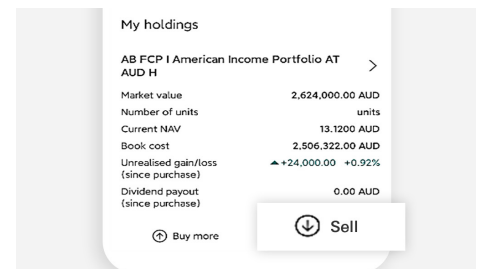 My holdings
AB FCP I American Income Portfolio AT
AUD H
Market value 2,624,000.00 AUD
Number of units units
Current NAV 13.1200 AUD
Book cost 2,506,322.00 AUD
Unrealised gain/loss ▲+24,000.00 +0.92%
(since purchase)
Dividend payout 0.00 AUD
(since purchase)
Buy more
Sell